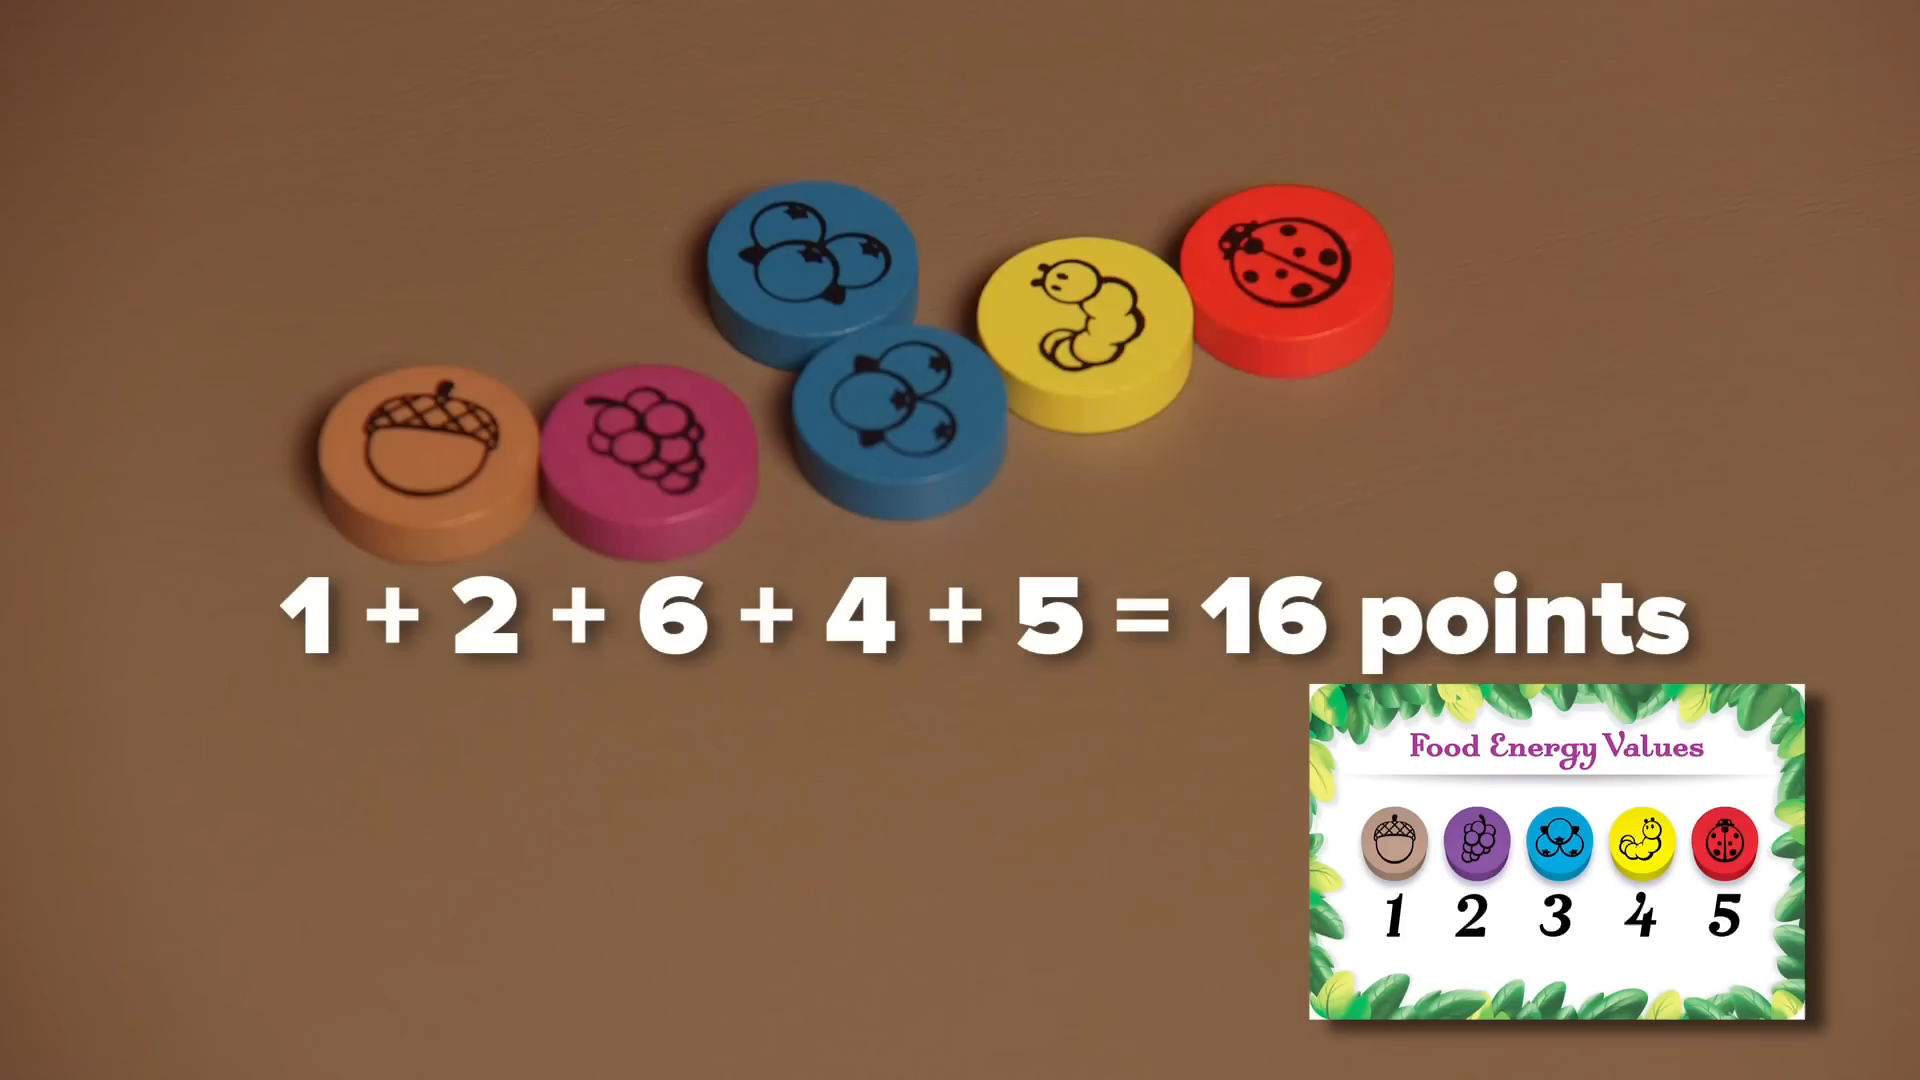 1 + 2 + 6 + 4 + 5 = 16 points
Food Energy Values
1 2 3 4 5